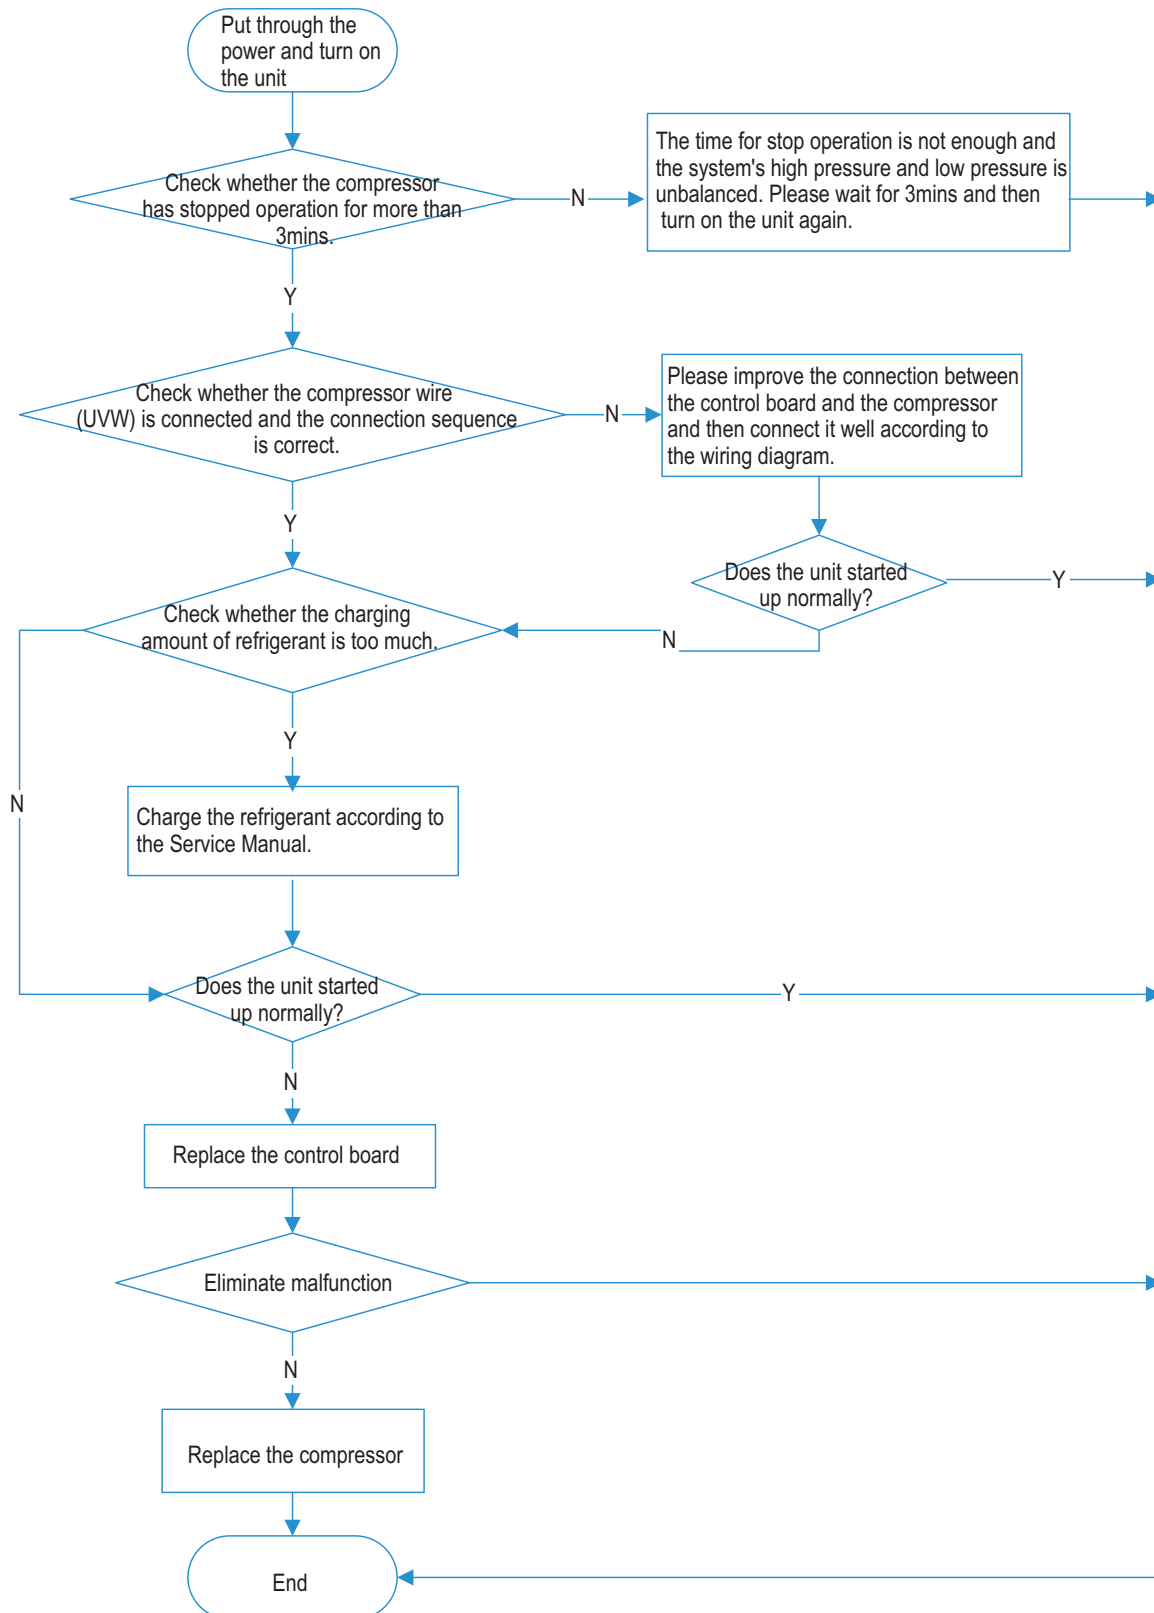 Put through the
power and turn on
the unit
Check whether the compressor
has stopped operation for more than
3mins.
N
The time for stop operation is not enough and
the system's high pressure and low pressure is
unbalanced. Please wait for 3mins and then
turn on the unit again.
Y
Check whether the compressor wire
(UVW) is connected and the connection sequence
is correct.
N
Please improve the connection between
the control board and the compressor
and then connect it well according to
the wiring diagram.
Y
Does the unit started
up normally?
Y
N
Check whether the charging
amount of refrigerant is too much.
Y
N
Charge the refrigerant according to
the Service Manual.
Does the unit started
up normally?
Y
N
Replace the control board
Eliminate malfunction
N
Replace the compressor
End